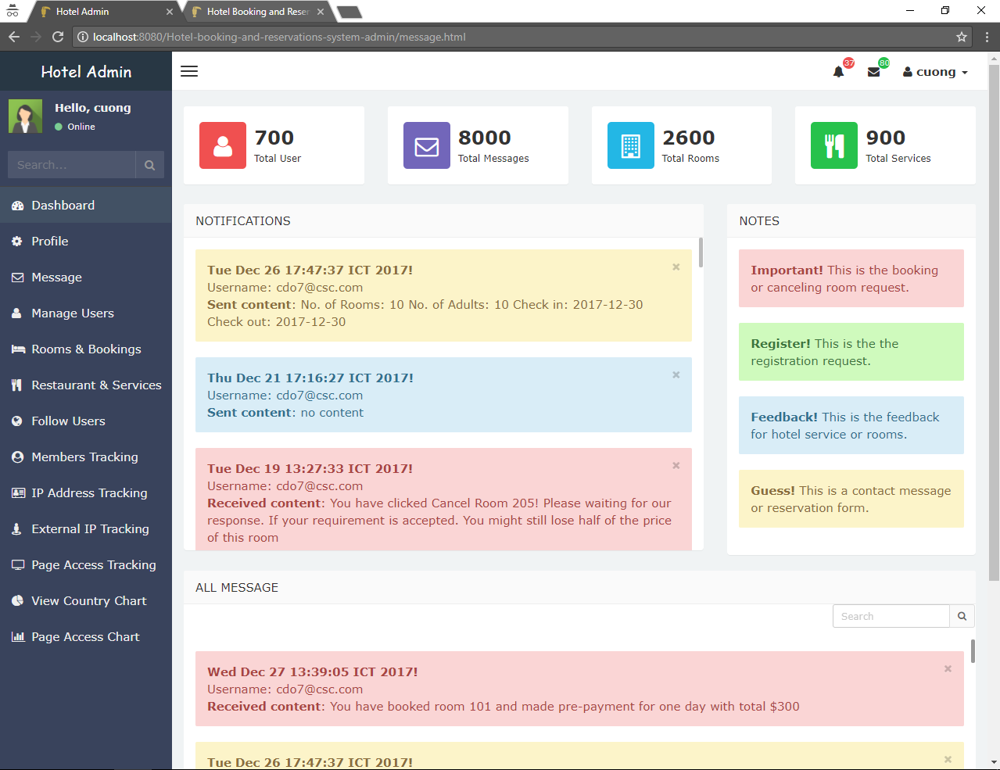 Hotel Admin
Hotel Booking and Reser
localhost:8080/Hotel-booking-and-reservations-system-admin/message.html
Hotel Admin
37
80
cuong
Hello, cuong
Online
Search...
Dashboard
Profile
Message
Manage Users
Rooms & Bookings
Restaurant & Services
Follow Users
Members Tracking
IP Address Tracking
External IP Tracking
Page Access Tracking
View Country Chart
Page Access Chart
700
Total User
8000
Total Messages
2600
Total Rooms
900
Total Services
NOTIFICATIONS
Tue Dec 26 17:47:37 ICT 2017!
Username: cdo7@csc.com
Sent content: No. of Rooms: 10 No. of Adults: 10 Check in: 2017-12-30
Check out: 2017-12-30
Thu Dec 21 17:16:27 ICT 2017!
Username: cdo7@csc.com
Sent content: no content
Tue Dec 19 13:27:33 ICT 2017!
Username: cdo7@csc.com
Received content: You have clicked Cancel Room 205! Please waiting for our
response. If your requirement is accepted. You might still lose half of the price
of this room
NOTES
Important! This is the booking
or canceling room request.
Register! This is the the
registration request.
Feedback! This is the feedback
for hotel service or rooms.
Guess! This is a contact message
or reservation form.
ALL MESSAGE
Search
Wed Dec 27 13:39:05 ICT 2017!
Username: cdo7@csc.com
Received content: You have booked room 101 and made pre-payment for one day with total $300
Tue Dec 26 17:47:37 ICT 2017!